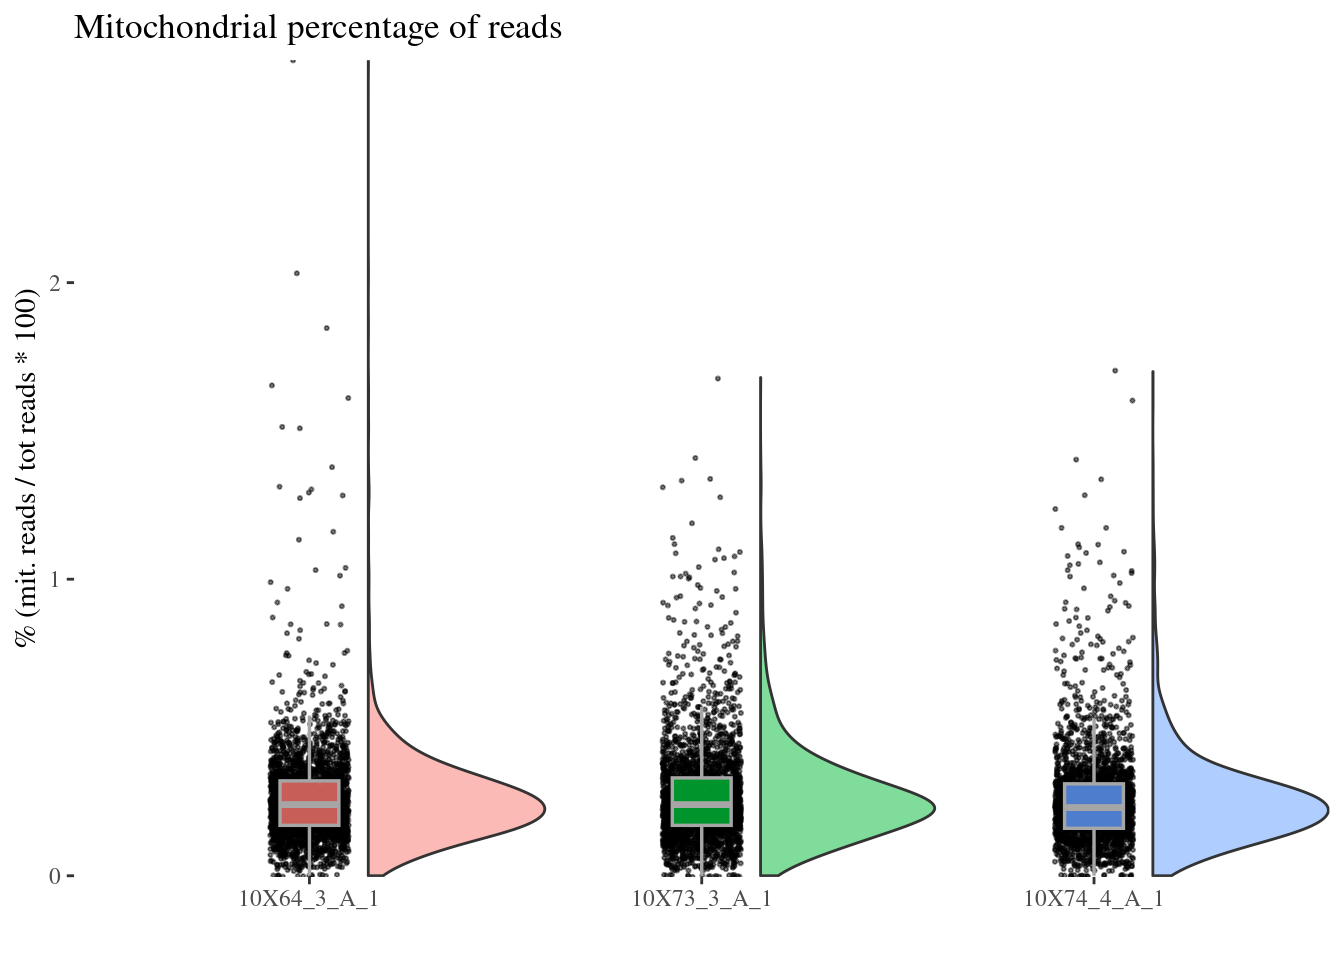 Mitochondrial percentage of reads
% (mit. reads / tot reads * 100)
2
1
0
10X64_3_A_1
10X73_3_A_1
10X74_4_A_1